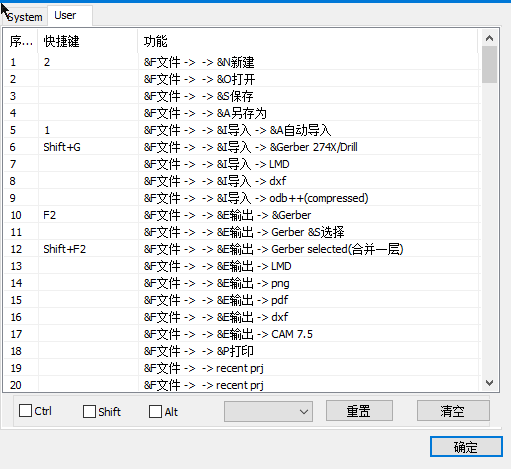 System User
序... 快捷键 功能
1 2 &F文件 -> -> &N新建
2 &F文件 -> -> &O打开
3 &F文件 -> -> &S保存
4 &F文件 -> -> &A另存为
5 1 &F文件 -> -> &I导入 -> &A自动导入
6 Shift+G &F文件 -> -> &I导入 -> &Gerber 274X/Drill
7 &F文件 -> -> &I导入 -> LMD
8 &F文件 -> -> &I导入 -> dxf
9 &F文件 -> -> &I导入 -> odb++(compressed)
10 F2 &F文件 -> -> &E输出 -> &Gerber
11 &F文件 -> -> &E输出 -> Gerber &S选择
12 Shift+F2 &F文件 -> -> &E输出 -> Gerber selected(合并一层)
13 &F文件 -> -> &E输出 -> LMD
14 &F文件 -> -> &E输出 -> png
15 &F文件 -> -> &E输出 -> pdf
16 &F文件 -> -> &E输出 -> dxf
17 &F文件 -> -> &E输出 -> CAM 7.5
18 &F文件 -> -> &P打印
19 &F文件 -> -> recent prj
20 &F文件 -> -> recent prj
Ctrl Shift Alt 重置 清空
确定